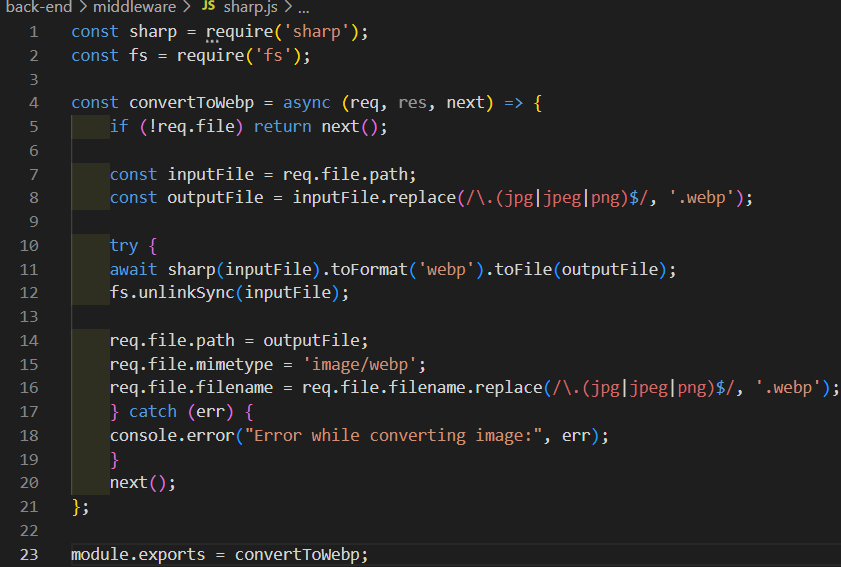 back-end > middleware > JS sharp.js > ...
1 const sharp = require('sharp');
2 const fs = require('fs');
3
4 const convertToWebp = async (req, res, next) => {
5 if (!req.file) return next();
6
7 const inputFile = req.file.path;
8 const outputFile = inputFile.replace(/\.(jpg|jpeg|png)$/, '.webp');
9
10 try {
11 await sharp(inputFile).toFormat('webp').toFile(outputFile);
12 fs.unlinkSync(inputFile);
13
14 req.file.path = outputFile;
15 req.file.mimetype = 'image/webp';
16 req.file.filename = req.file.filename.replace(/\.(jpg|jpeg|png)$/, '.webp');
17 } catch (err) {
18 console.error("Error while converting image:", err);
19 }
20 next();
21 };
22
23 module.exports = convertToWebp;